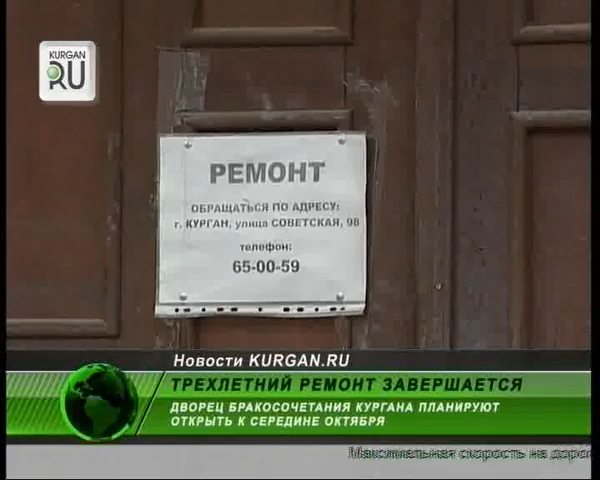 KURGAN
RU
РЕМОНТ
ОБРАЩАТЬСЯ ПО АДРЕСУ:
г. КУРГАН, улица СОВЕТСКАЯ, 98
телефон:
65-00-59
Новости KURGAN.RU
ТРЕХЛЕТНИЙ РЕМОНТ ЗАВЕРШАЕТСЯ
ДВОРЕЦ БРАКОСОЧЕТАНИЯ КУРГАНА ПЛАНИРУЮТ
ОТКРЫТЬ К СЕРЕДИНЕ ОКТЯБРЯ
Максимальная скорость на доро